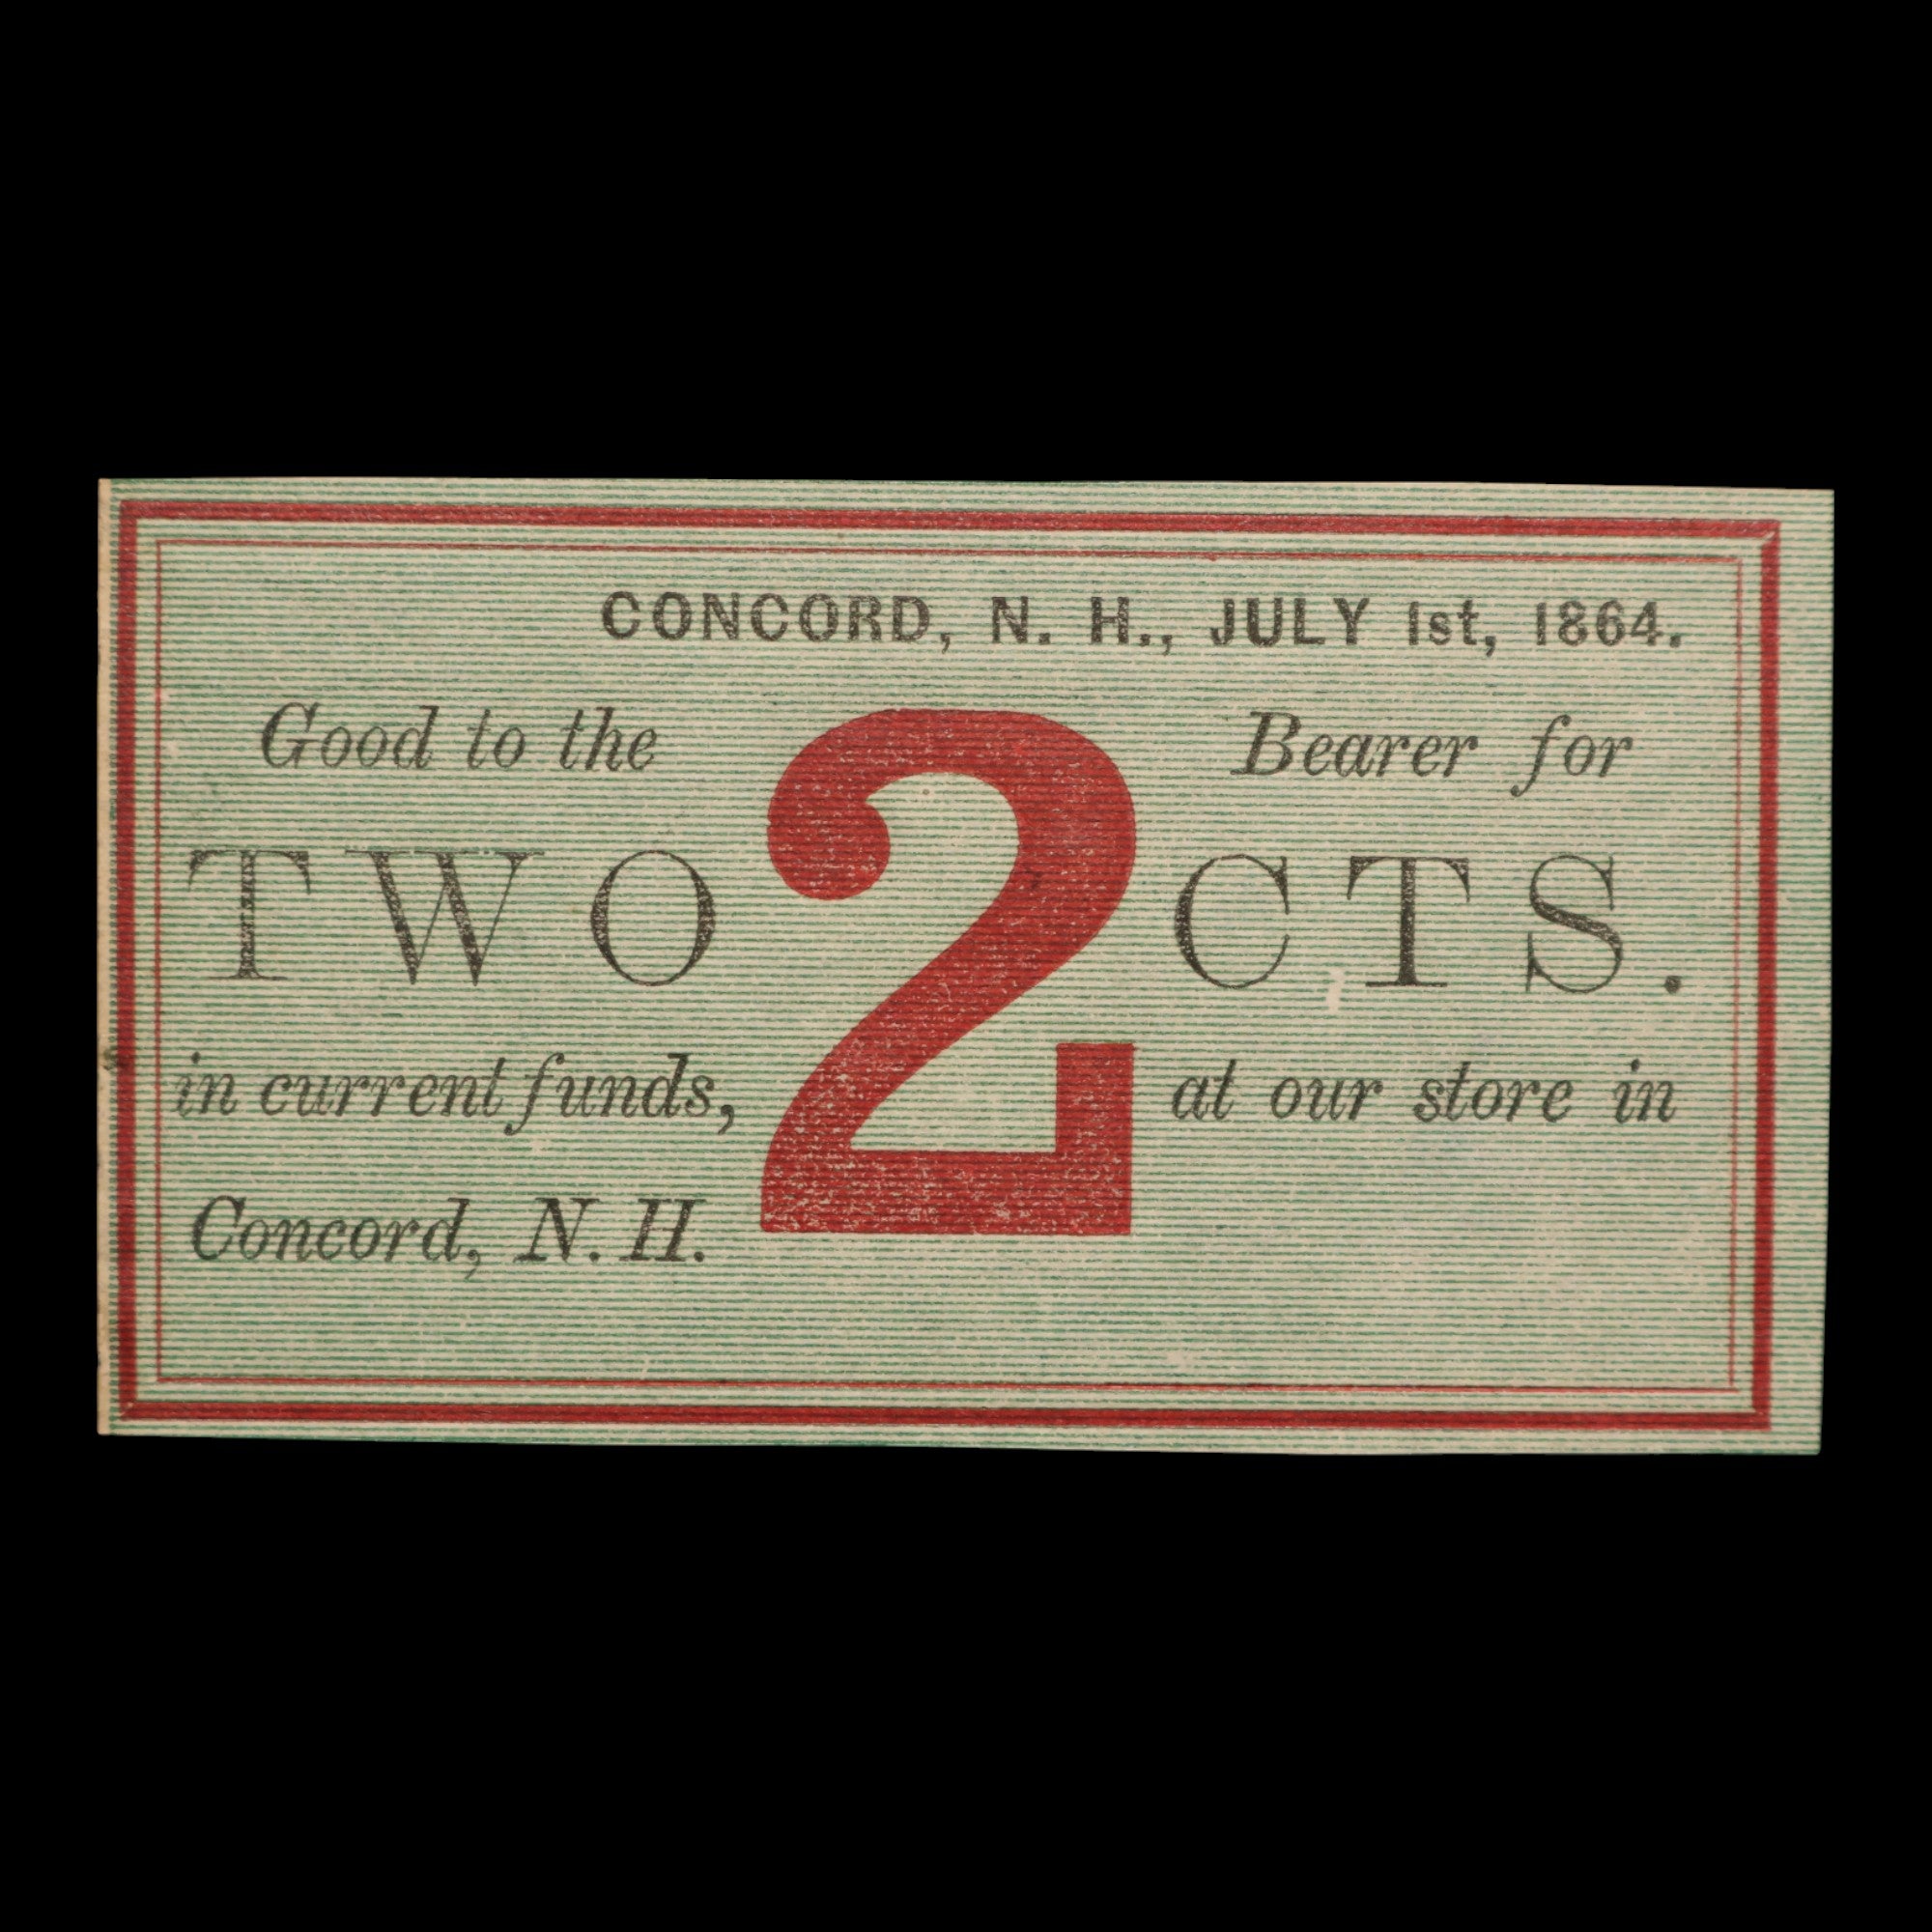 CONCORD, N. H., JULY 1st, 1864.
Good to the 2 Bearer for
TWO CTS.
in current funds, at our store in
Concord, N. H.